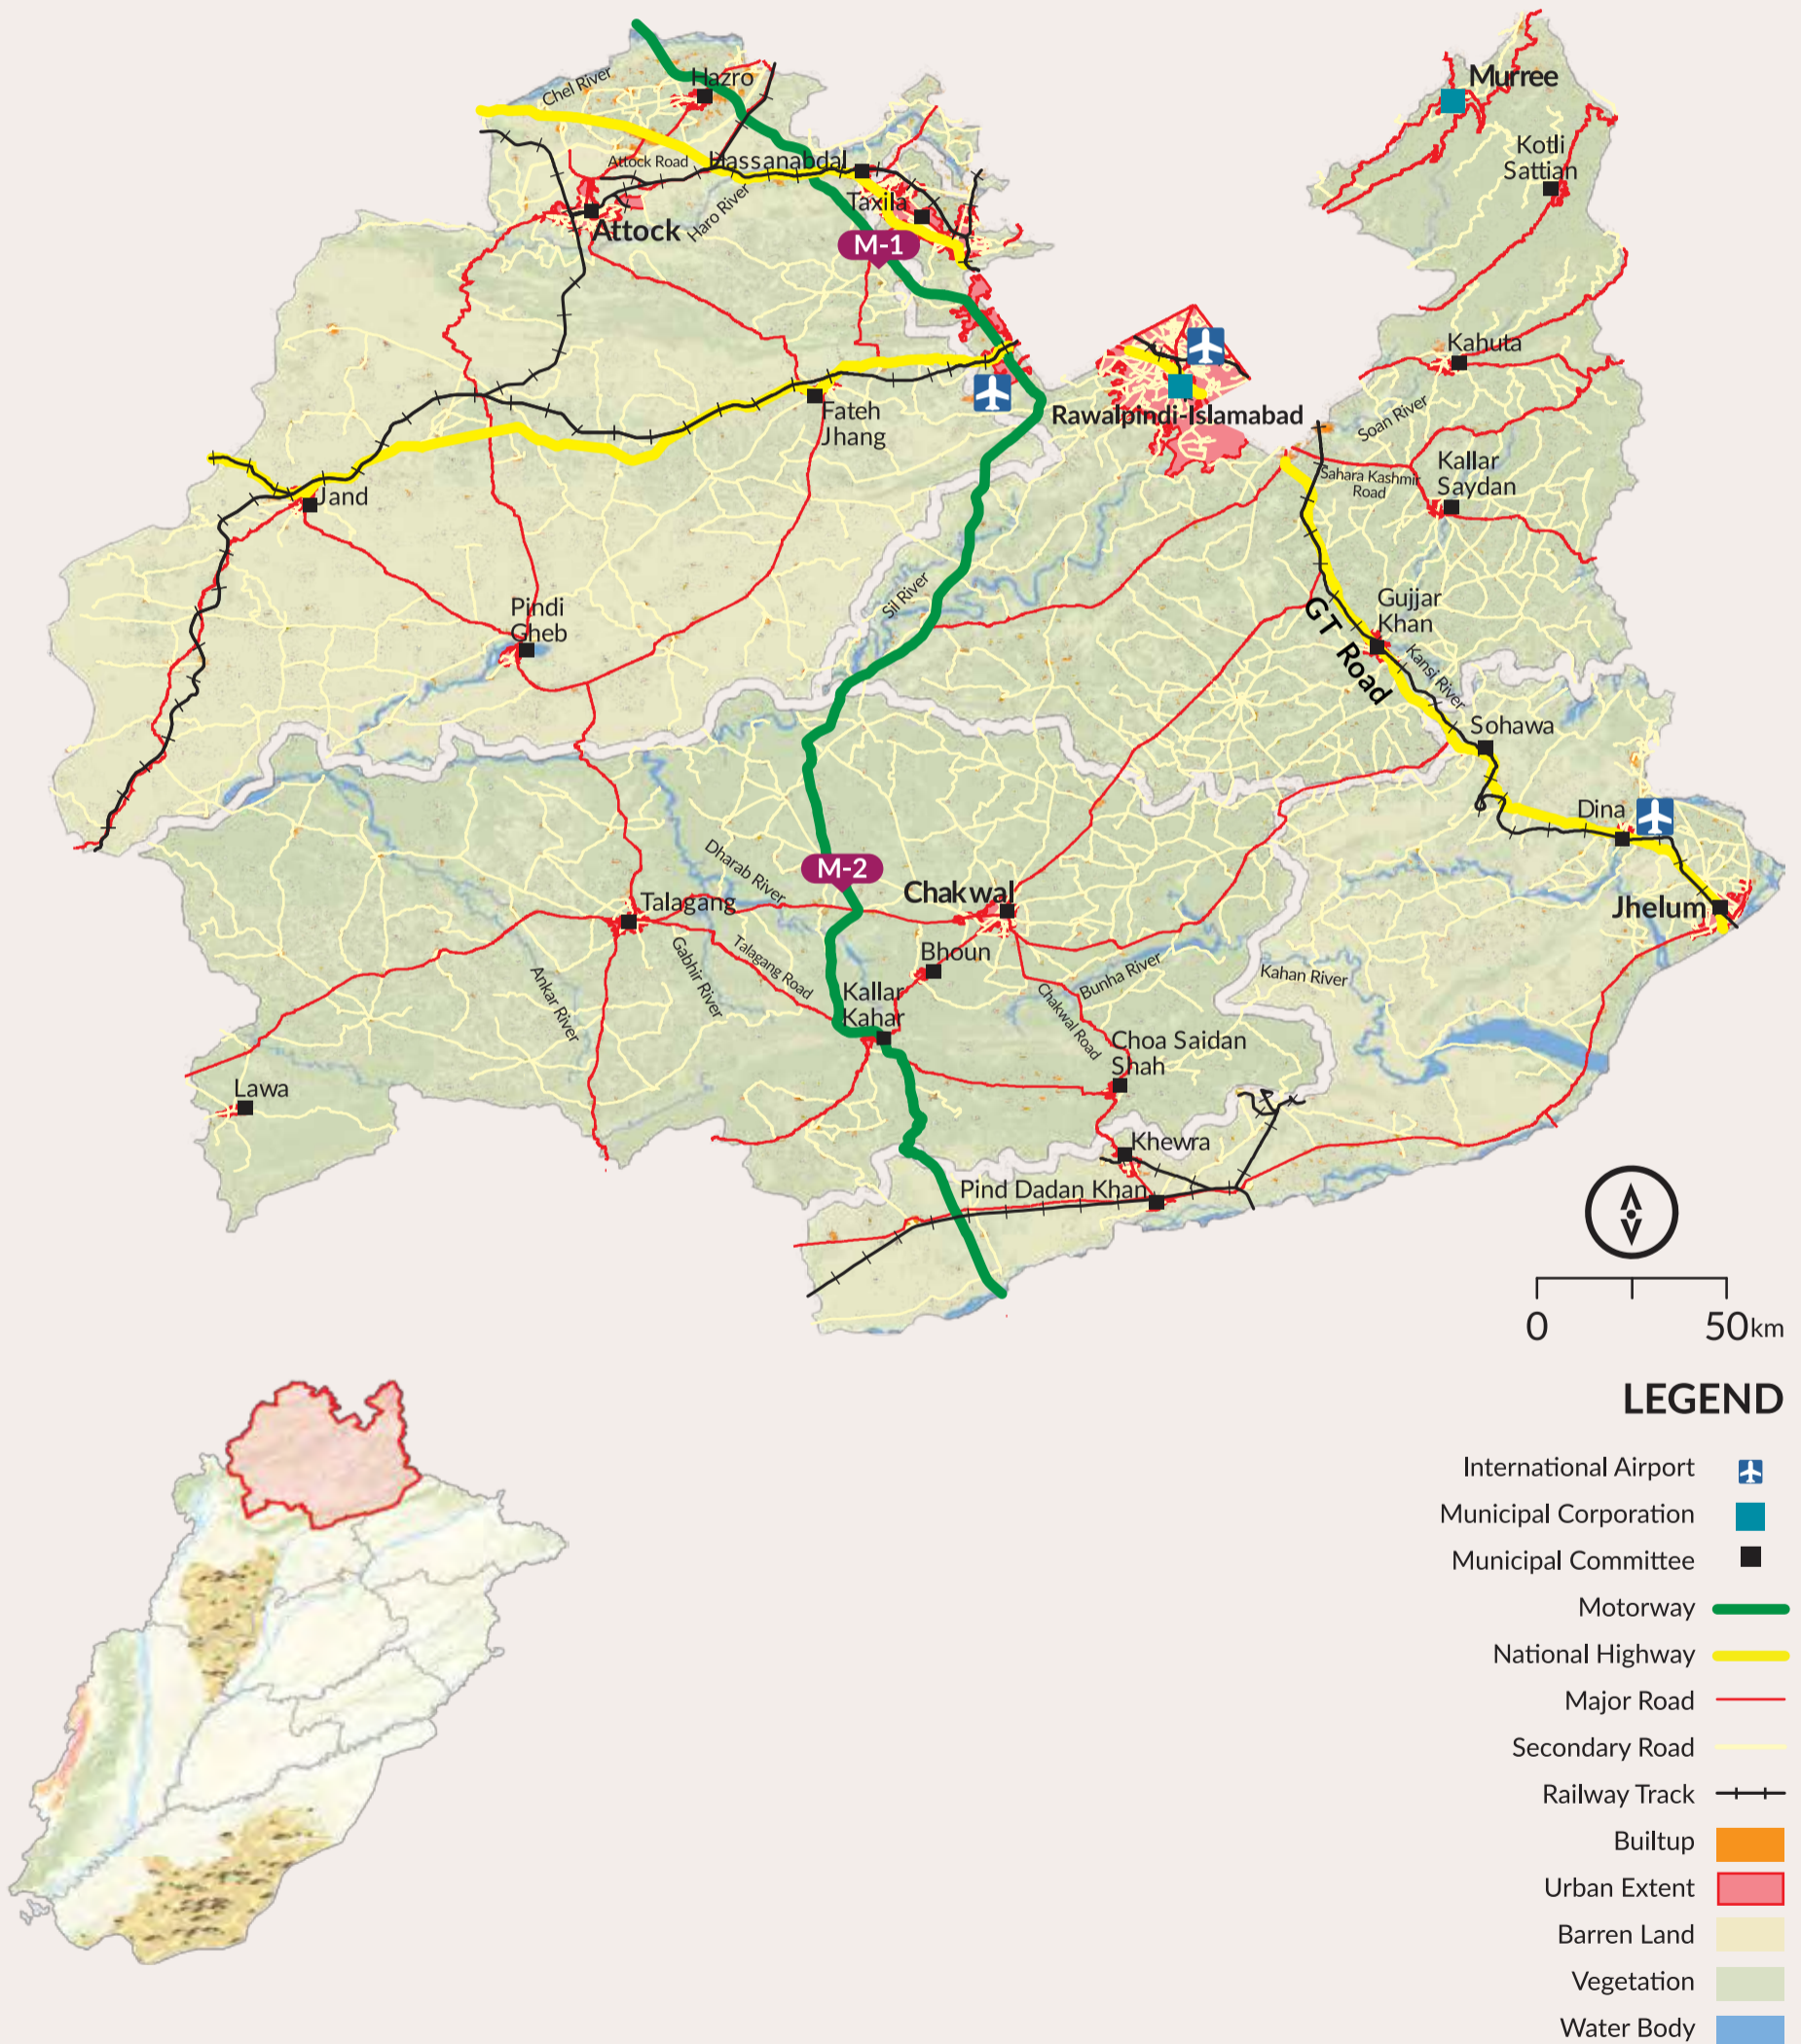 Murree
Hazro
Chel River
Kotli
Sattian
Attock Road
Hassanabdal
Taxila
Haro River
Attock
M-1
Kahuta
Fateh
Jhang
Rawalpindi-Islamabad
Soan River
Sahara Kashmir
Road
Kallar
Saydan
Jand
Sil River
Pindi
Gheb
Gujjar
Khan
GT Road
Kansi River
Sohawa
Dina
M-2
Dharab River
Talagang
Chakwal
Jhelum
Bhoun
Talagang Road
Gabhir River
Ankar River
Kallar
Kahar
Bunha River
Kahan River
Chakwal Road
Choa Saidan
Shah
Lawa
Khewra
Pind Dadan Khan
0 50km
LEGEND
International Airport
Municipal Corporation
Municipal Committee
Motorway
National Highway
Major Road
Secondary Road
Railway Track
Builtup
Urban Extent
Barren Land
Vegetation
Water Body